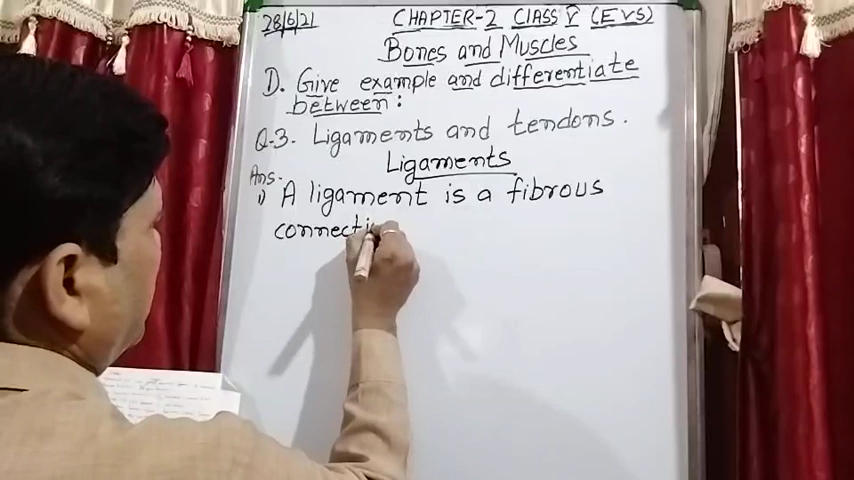 28/6/21 CHAPTER-2 CLASS V (EVS)
Bones and Muscles
D. Give example and differentiate
between:
Q-3. Ligaments and tendons.
Ligaments
Ans.
i) A ligament is a fibrous
connecti